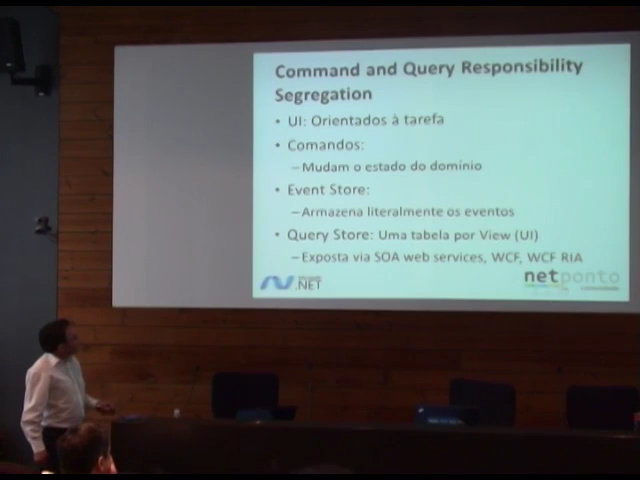 Command and Query Responsibility
Segregation
• UI: Orientados à tarefa
• Comandos:
–Mudam o estado do domínio
• Event Store:
–Armazena literalmente os eventos
• Query Store: Uma tabela por View (UI)
–Exposta via SOA web services, WCF, WCF RIA
.NET
netponto